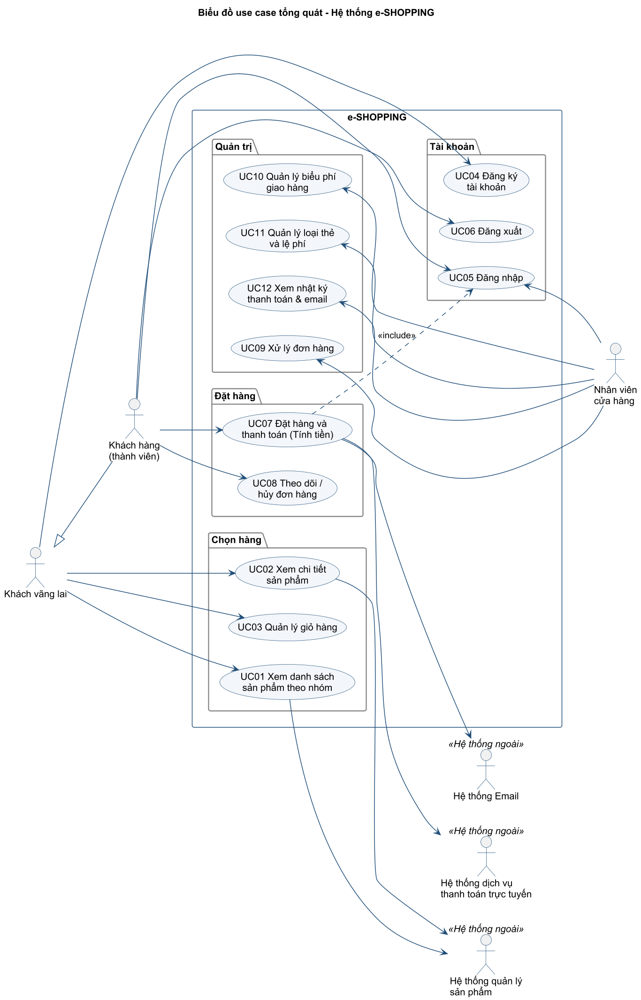 Biểu đồ use case tổng quát - Hệ thống e-SHOPPING
e-SHOPPING
Quản trị
UC10 Quản lý biểu phí
giao hàng
UC11 Quản lý loại thẻ
và lệ phí
UC12 Xem nhật ký
thanh toán & email
UC09 Xử lý đơn hàng
Tài khoản
UC04 Đăng ký
tài khoản
UC06 Đăng xuất
UC05 Đăng nhập
«include»
Nhân viên
cửa hàng
Đặt hàng
UC07 Đặt hàng và
thanh toán (Tính tiền)
UC08 Theo dõi /
hủy đơn hàng
Khách hàng
(thành viên)
Chọn hàng
UC02 Xem chi tiết
sản phẩm
UC03 Quản lý giỏ hàng
UC01 Xem danh sách
sản phẩm theo nhóm
Khách vãng lai
«Hệ thống ngoài»
Hệ thống Email
«Hệ thống ngoài»
Hệ thống dịch vụ
thanh toán trực tuyến
«Hệ thống ngoài»
Hệ thống quản lý
sản phẩm